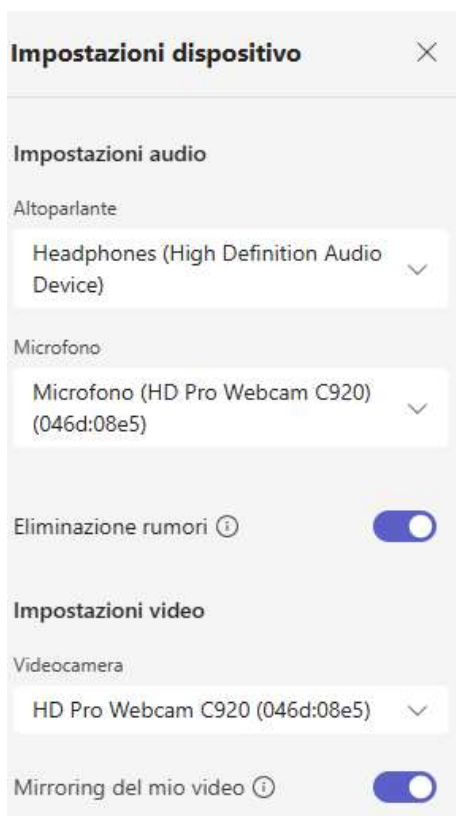 Impostazioni dispositivo
Impostazioni audio
Altoparlante
Headphones (High Definition Audio
Device)
Microfono
Microfono (HD Pro Webcam C920)
(046d:08e5)
Eliminazione rumori
Impostazioni video
Videocamera
HD Pro Webcam C920 (046d:08e5)
Mirroring del mio video